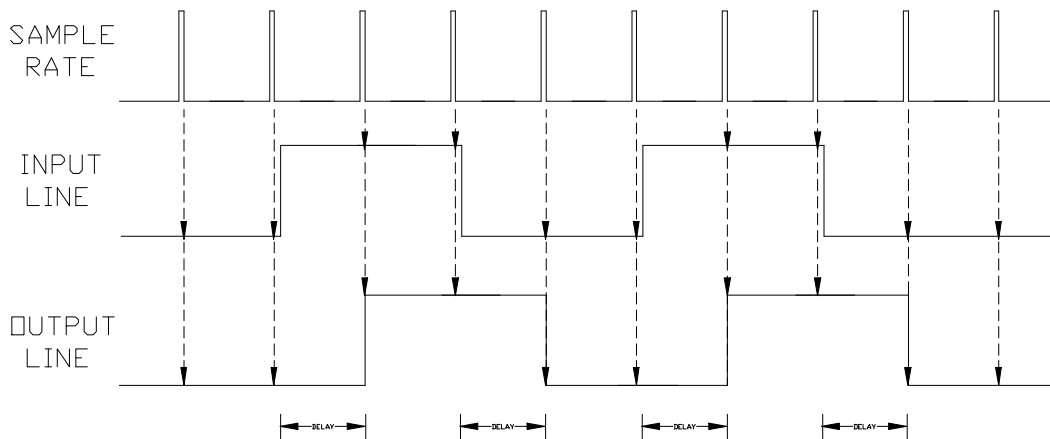 SAMPLE
RATE
INPUT
LINE
OUTPUT
LINE
DELAY
DELAY
DELAY
DELAY